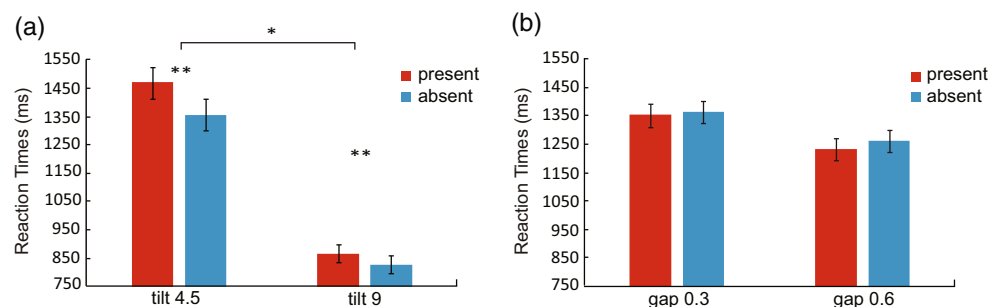 (a)
*
**
**
present
absent
Reaction Times (ms)
1550
1450
1350
1250
1150
1050
950
850
750
tilt 4.5
tilt 9
(b)
present
absent
Reaction Times (ms)
1550
1450
1350
1250
1150
1050
950
850
750
gap 0.3
gap 0.6